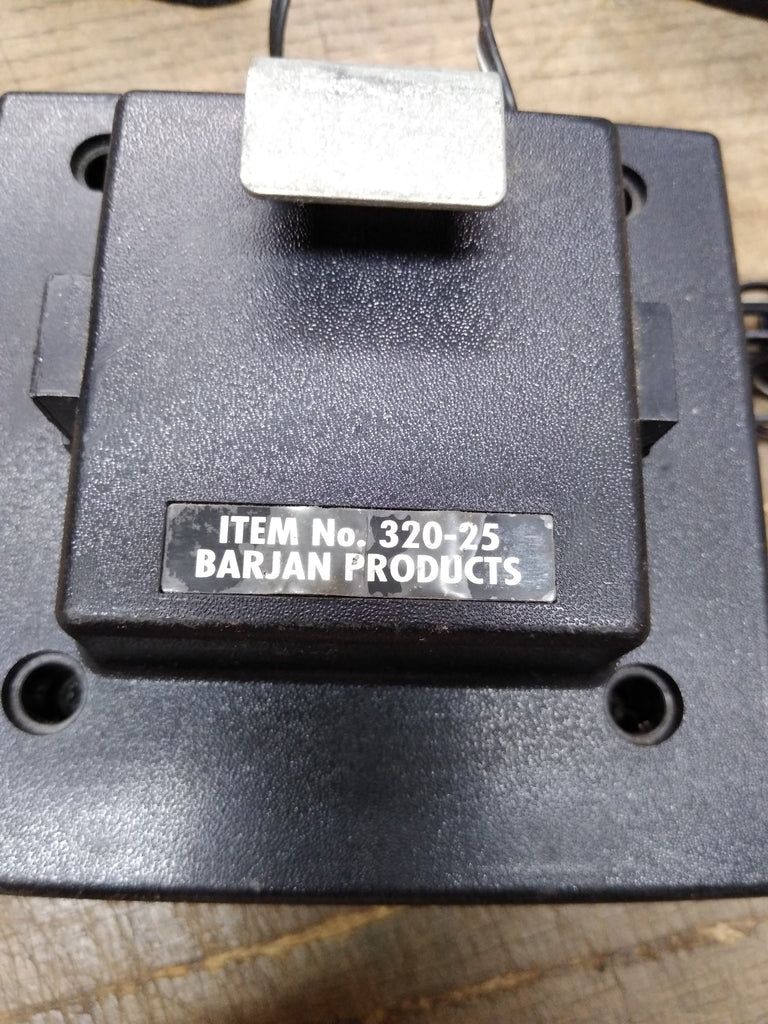 ITEM No. 320-25
BARJAN PRODUCTS